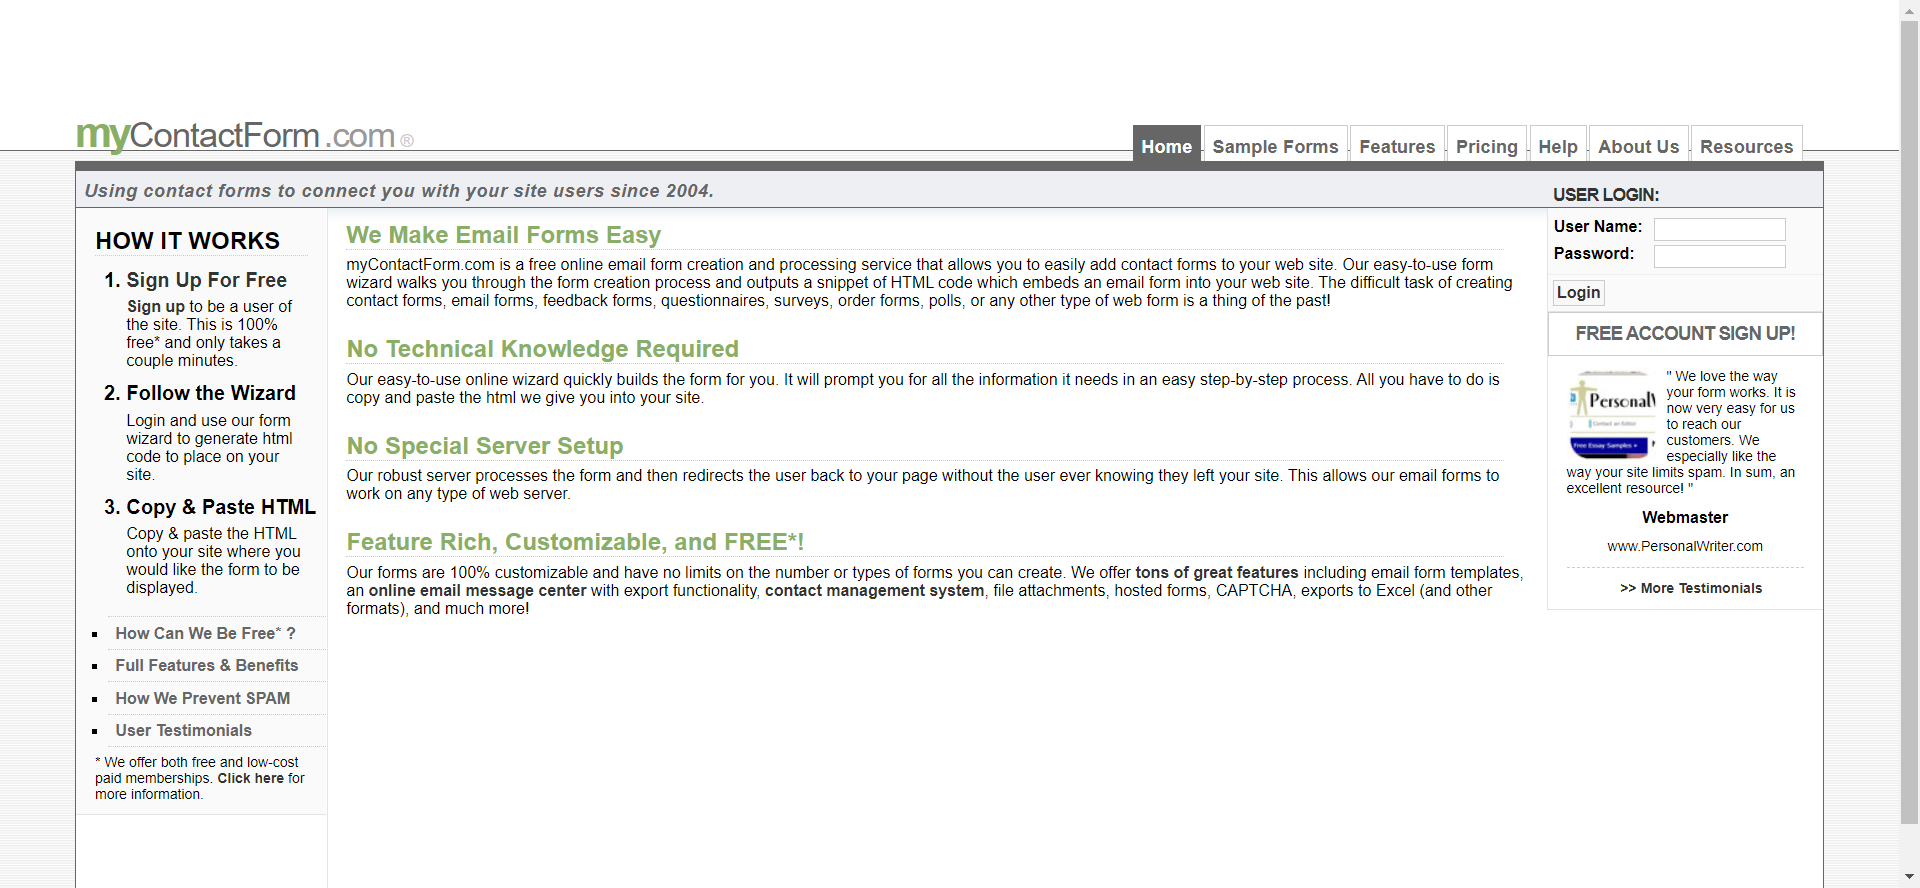 myContactForm.com ®
Home
Sample Forms
Features
Pricing
Help
About Us
Resources
Using contact forms to connect you with your site users since 2004.
HOW IT WORKS
1. Sign Up For Free
Sign up to be a user of
the site. This is 100%
free* and only takes a
couple minutes.
2. Follow the Wizard
Login and use our form
wizard to generate html
code to place on your
site.
3. Copy & Paste HTML
Copy & paste the HTML
onto your site where you
would like the form to be
displayed.
How Can We Be Free* ?
Full Features & Benefits
How We Prevent SPAM
User Testimonials
* We offer both free and low-cost
paid memberships. Click here for
more information.
We Make Email Forms Easy
myContactForm.com is a free online email form creation and processing service that allows you to easily add contact forms to your web site. Our easy-to-use form
wizard walks you through the form creation process and outputs a snippet of HTML code which embeds an email form into your web site. The difficult task of creating
contact forms, email forms, feedback forms, questionnaires, surveys, order forms, polls, or any other type of web form is a thing of the past!
No Technical Knowledge Required
Our easy-to-use online wizard quickly builds the form for you. It will prompt you for all the information it needs in an easy step-by-step process. All you have to do is
copy and paste the html we give you into your site.
No Special Server Setup
Our robust server processes the form and then redirects the user back to your page without the user ever knowing they left your site. This allows our email forms to
work on any type of web server.
Feature Rich, Customizable, and FREE*!
Our forms are 100% customizable and have no limits on the number or types of forms you can create. We offer tons of great features including email form templates,
an online email message center with export functionality, contact management system, file attachments, hosted forms, CAPTCHA, exports to Excel (and other
formats), and much more!
USER LOGIN:
User Name:
Password:
Login
FREE ACCOUNT SIGN UP!
Personal
Contact an Editor
Free Essay Samples »
" We love the way
your form works. It is
now very easy for us
to reach our
customers. We
especially like the
way your site limits spam. In sum, an
excellent resource! "
Webmaster
www.PersonalWriter.com
>> More Testimonials